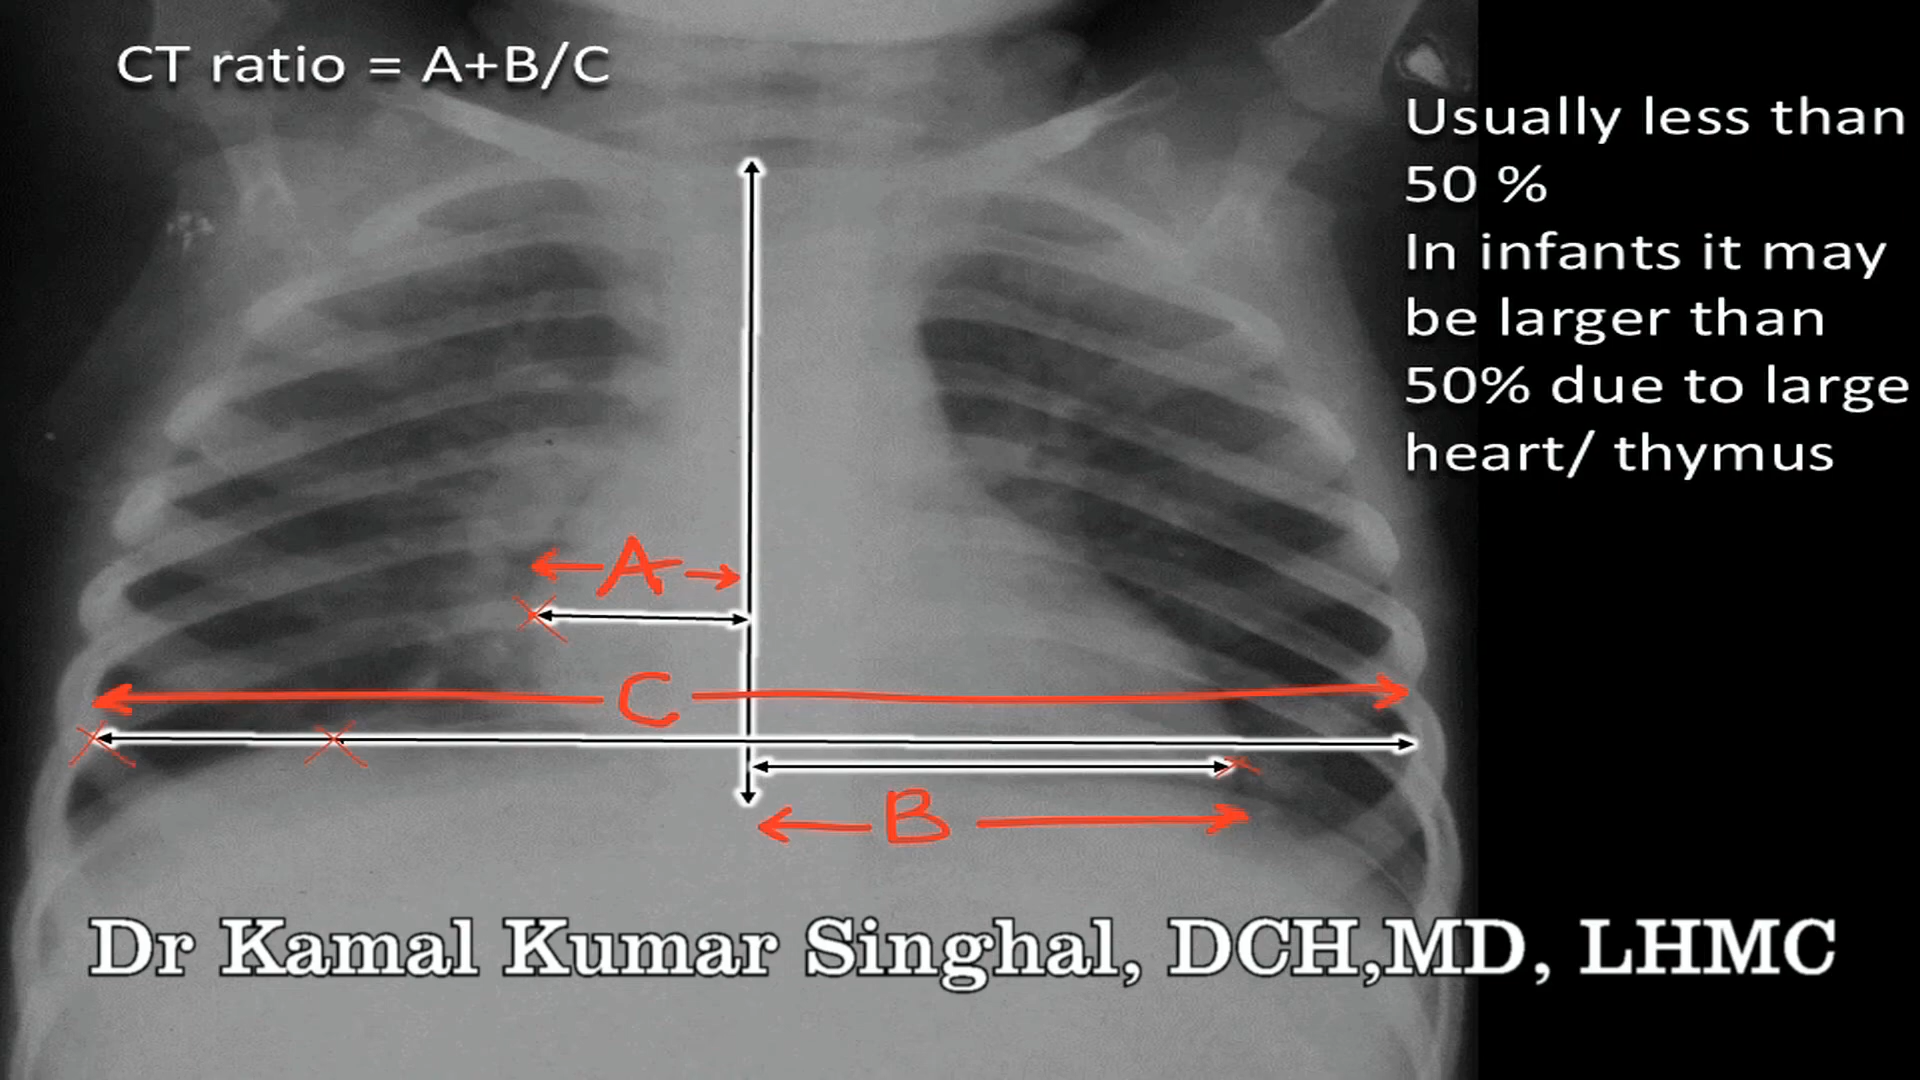 CT ratio = A+B/C
Usually less than
50 %
In infants it may
be larger than
50% due to large
heart/ thymus
A
C
B
Dr Kamal Kumar Singhal, DCH,MD, LHMC